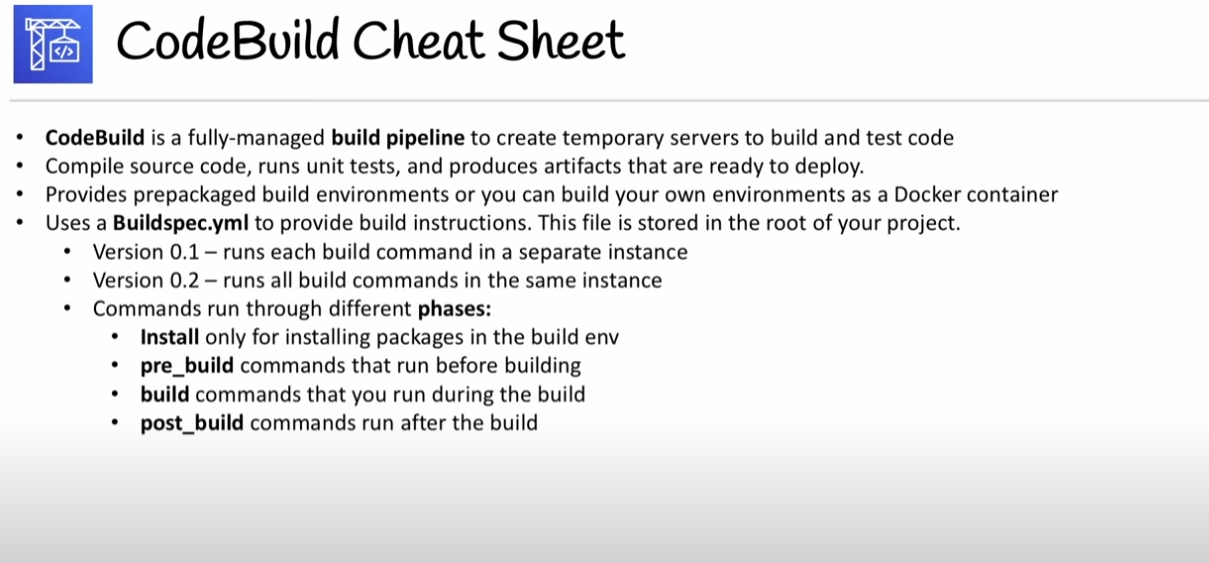 </>
CodeBuild Cheat Sheet
• CodeBuild is a fully-managed build pipeline to create temporary servers to build and test code
• Compile source code, runs unit tests, and produces artifacts that are ready to deploy.
• Provides prepackaged build environments or you can build your own environments as a Docker container
• Uses a Buildspec.yml to provide build instructions. This file is stored in the root of your project.
• Version 0.1 – runs each build command in a separate instance
• Version 0.2 – runs all build commands in the same instance
• Commands run through different phases:
• Install only for installing packages in the build env
• pre_build commands that run before building
• build commands that you run during the build
• post_build commands run after the build